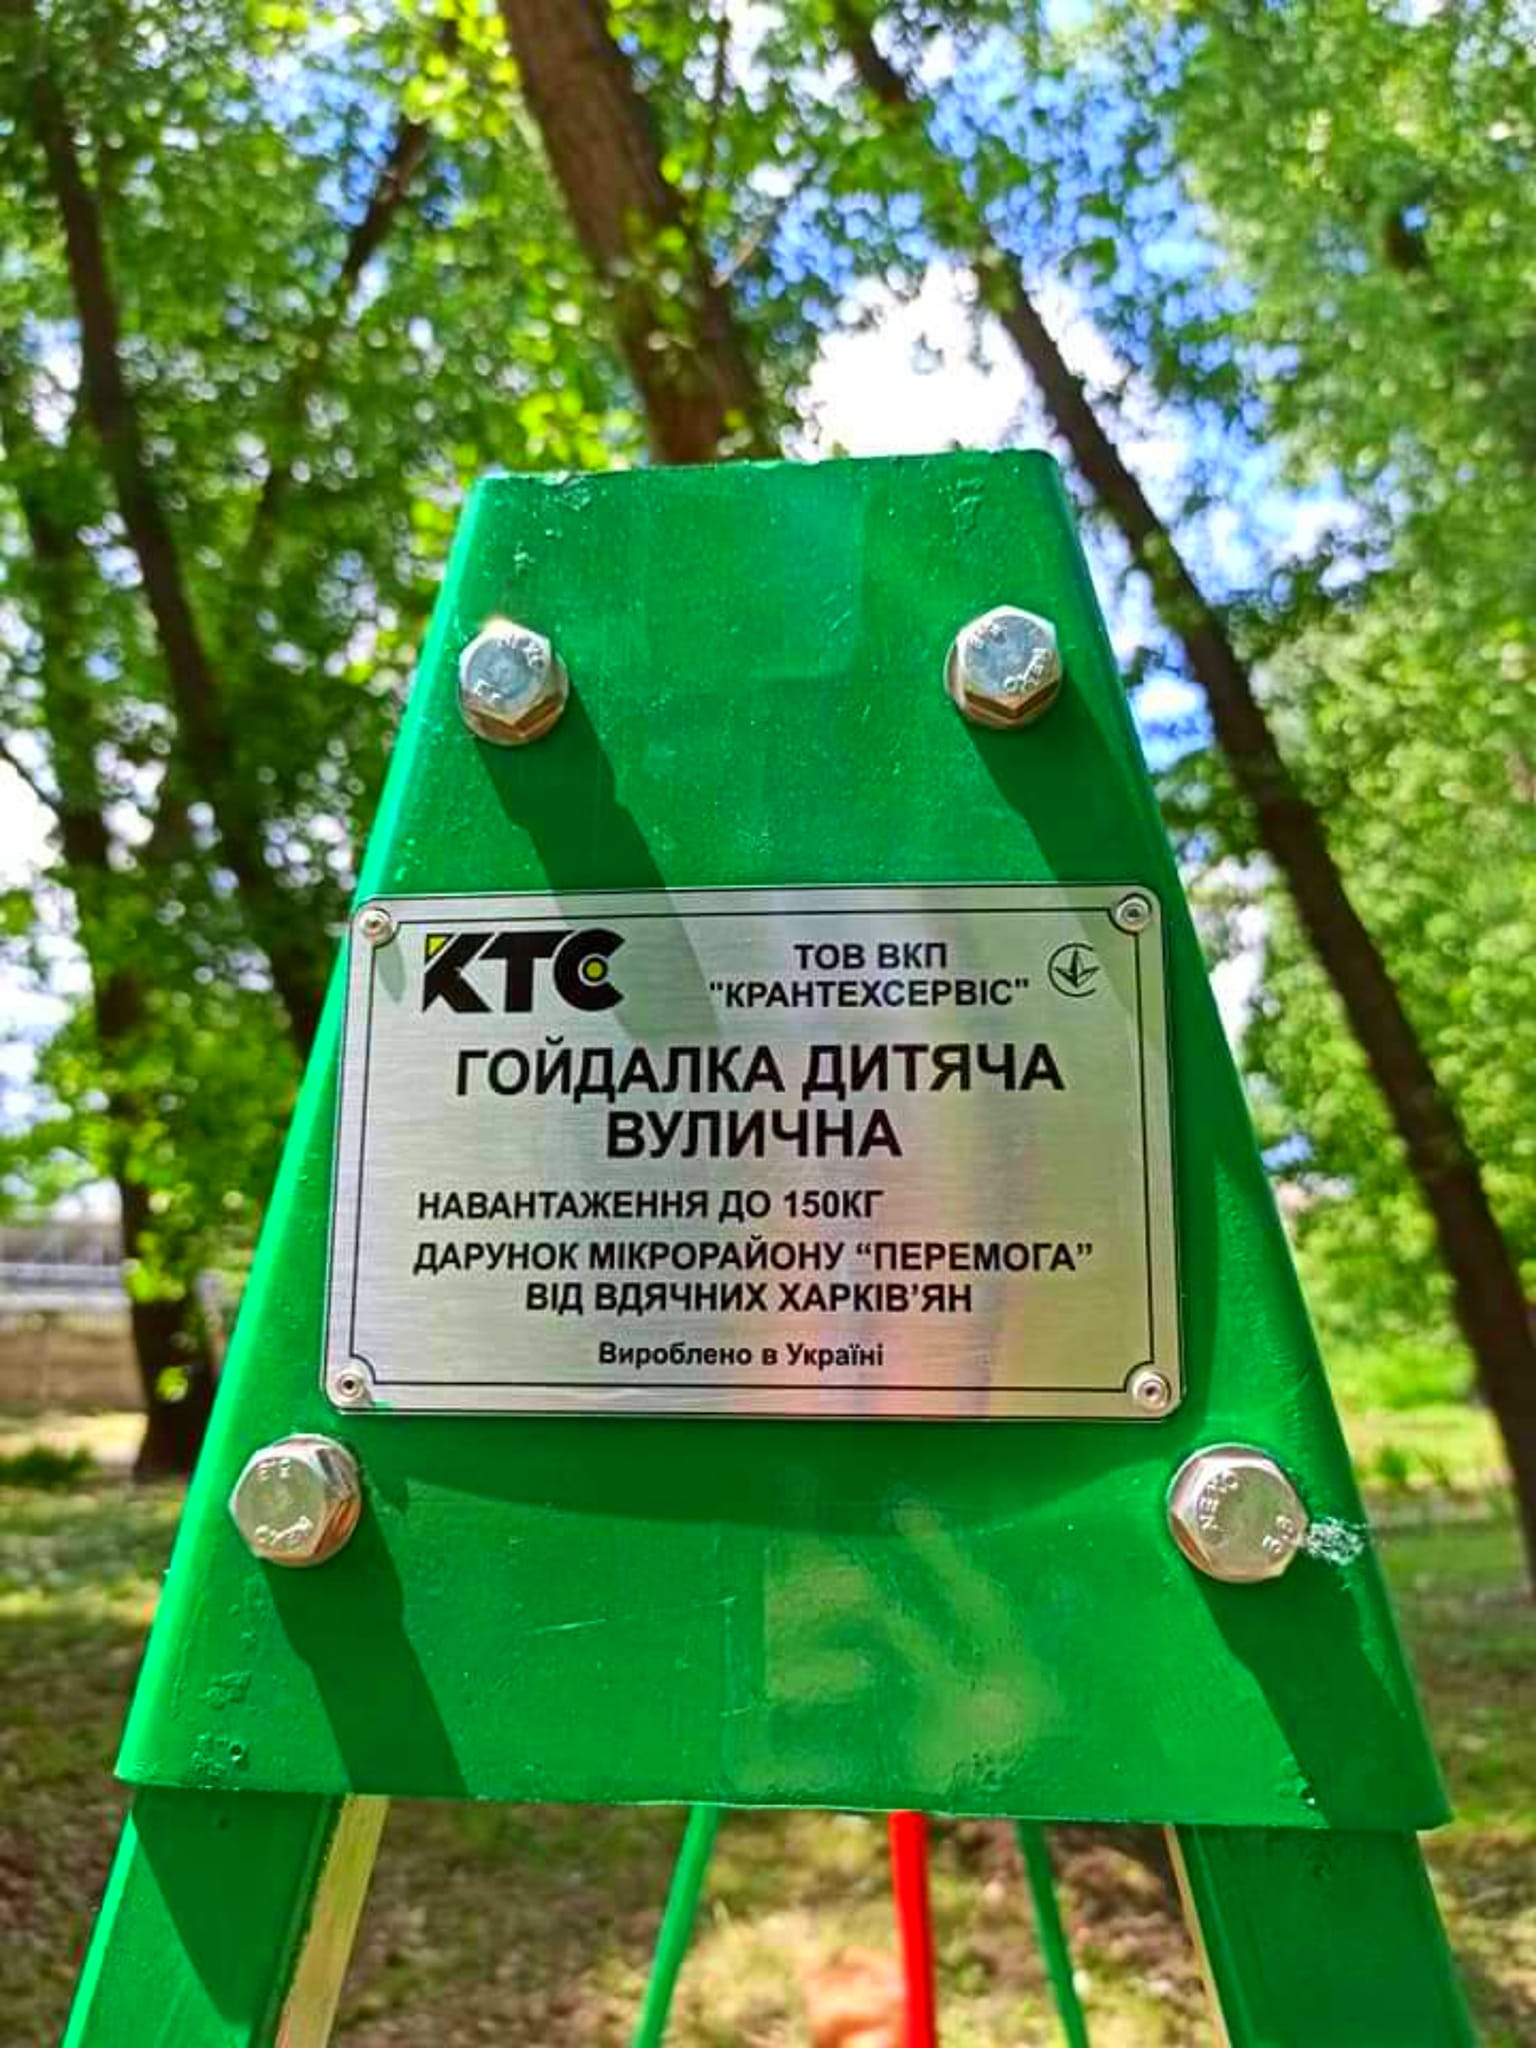 КТС
ТОВ ВКП
"КРАНТЕХСЕРВІС"
ГОЙДАЛКА ДИТЯЧА
ВУЛИЧНА
НАВАНТАЖЕННЯ ДО 150КГ
ДАРУНОК МІКРОРАЙОНУ “ПЕРЕМОГА”
ВІД ВДЯЧНИХ ХАРКІВ’ЯН
Вироблено в Україні